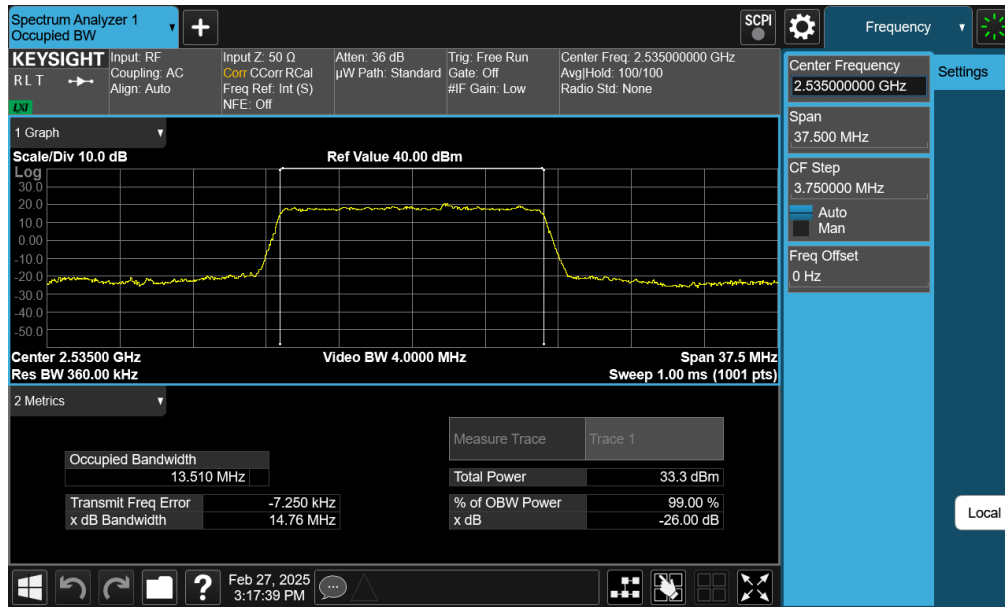 Spectrum Analyzer 1
Occupied BW
+
SCPI
Frequency
KEYSIGHT
R L T
LXI
Input: RF
Coupling: AC
Align: Auto
Input Z: 50 Ω
Corr CCorr RCal
Freq Ref: Int (S)
NFE: Off
Atten: 36 dB
µW Path: Standard
Trig: Free Run
Gate: Off
#IF Gain: Low
Center Freq: 2.535000000 GHz
Avg|Hold: 100/100
Radio Std: None
Center Frequency
2.535000000 GHz
Settings
Span
37.500 MHz
CF Step
3.750000 MHz
Auto
Man
Freq Offset
0 Hz
1 Graph
Scale/Div 10.0 dB
Ref Value 40.00 dBm
Log
30.0
20.0
10.0
0.00
-10.0
-20.0
-30.0
-40.0
-50.0
Center 2.53500 GHz
Video BW 4.0000 MHz
Span 37.5 MHz
Res BW 360.00 kHz
Sweep 1.00 ms (1001 pts)
2 Metrics
Measure Trace Trace 1
Occupied Bandwidth
13.510 MHz
Total Power 33.3 dBm
Transmit Freq Error -7.250 kHz
% of OBW Power 99.00 %
x dB Bandwidth 14.76 MHz
x dB -26.00 dB
Local
?
Feb 27, 2025
3:17:39 PM